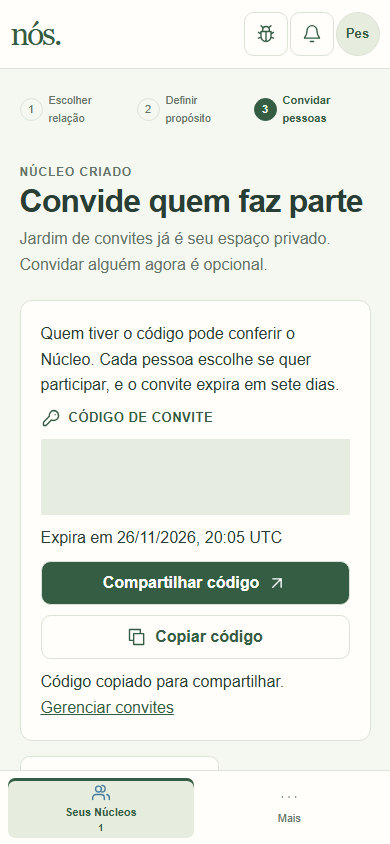 nós.
Pes
1 Escolher relação
2 Definir propósito
3 Convidar pessoas
NÚCLEO CRIADO
Convide quem faz parte
Jardim de convites já é seu espaço privado.
Convidar alguém agora é opcional.
Quem tiver o código pode conferir o
Núcleo. Cada pessoa escolhe se quer
participar, e o convite expira em sete dias.
CÓDIGO DE CONVITE
Expira em 26/11/2026, 20:05 UTC
Compartilhar código
Copiar código
Código copiado para compartilhar.
Gerenciar convites
Seus Núcleos
1
...
Mais